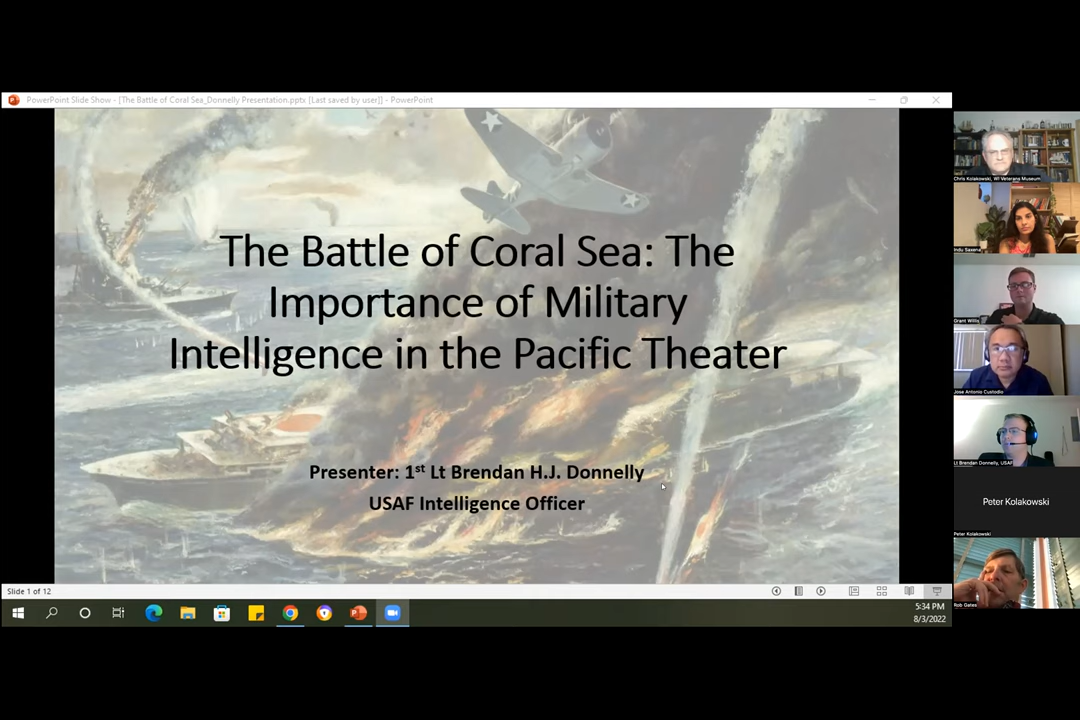 PowerPoint Slide Show - [The Battle of Coral Sea_Donnelly Presentation.pptx [Last saved by user]] - PowerPoint
The Battle of Coral Sea: The
Importance of Military
Intelligence in the Pacific Theater
Presenter: 1st Lt Brendan H.J. Donnelly
USAF Intelligence Officer
Slide 1 of 12
5:34 PM
8/3/2022
Chris Kolakowski, WI Veterans Museum
Indu Saxena
Grant Willis
Jose Antonio Custodio
Lt Brendan Donnelly, USAF
Peter Kolakowski
Peter Kolakowski
Rob Gates